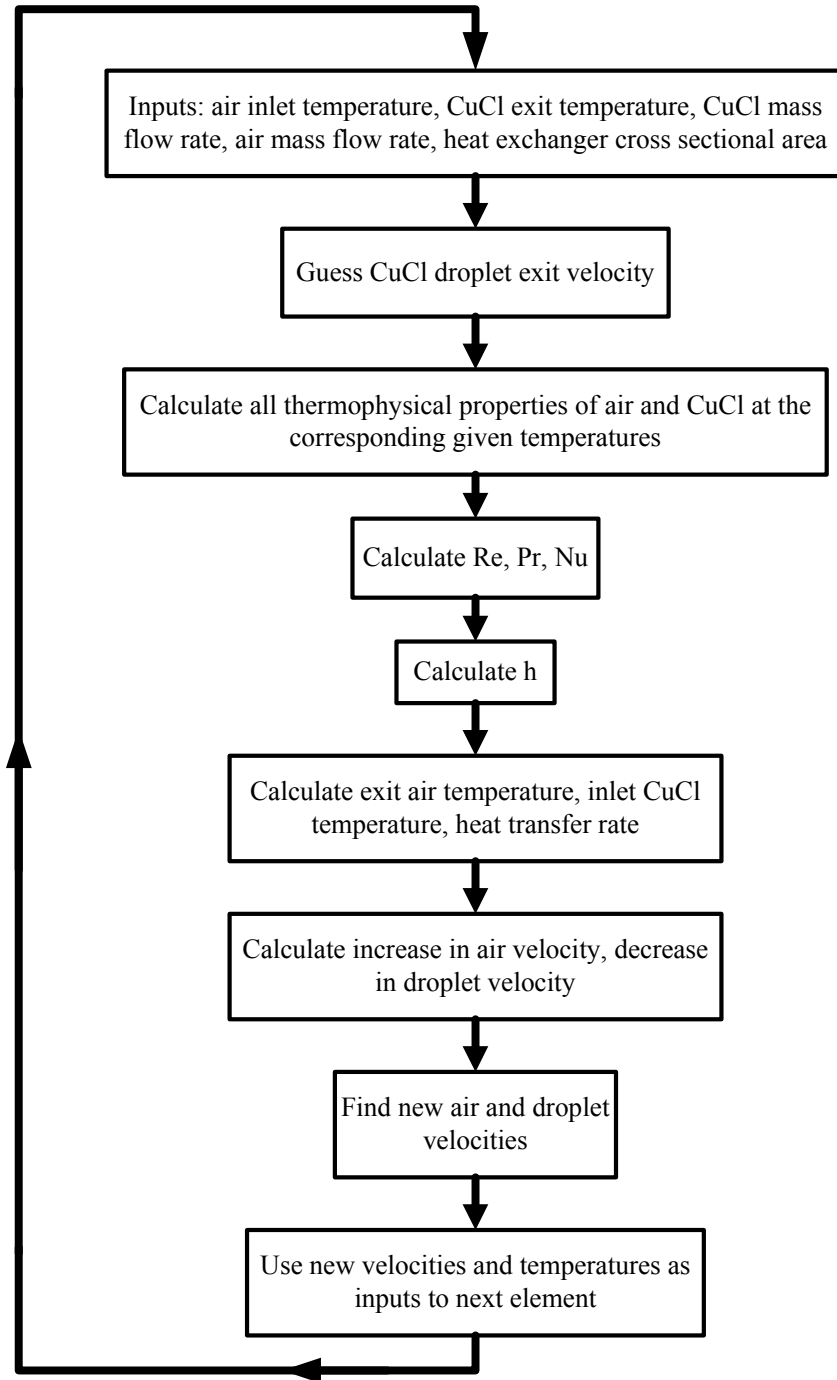 Inputs: air inlet temperature, CuCl exit temperature, CuCl mass
flow rate, air mass flow rate, heat exchanger cross sectional area
Guess CuCl droplet exit velocity
Calculate all thermophysical properties of air and CuCl at the
corresponding given temperatures
Calculate Re, Pr, Nu
Calculate h
Calculate exit air temperature, inlet CuCl
temperature, heat transfer rate
Calculate increase in air velocity, decrease
in droplet velocity
Find new air and droplet
velocities
Use new velocities and temperatures as
inputs to next element